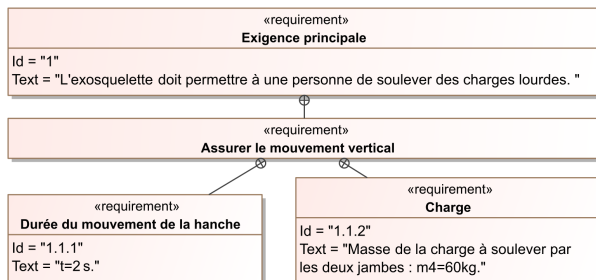 «requirement»
Exigence principale
Id = "1"
Text = "L'exosquelette doit permettre à une personne de soulever des charges lourdes. "
«requirement»
Assurer le mouvement vertical
«requirement»
Durée du mouvement de la hanche
Id = "1.1.1"
Text = "t=2 s."
«requirement»
Charge
Id = "1.1.2"
Text = "Masse de la charge à soulever par
les deux jambes : m4=60kg."